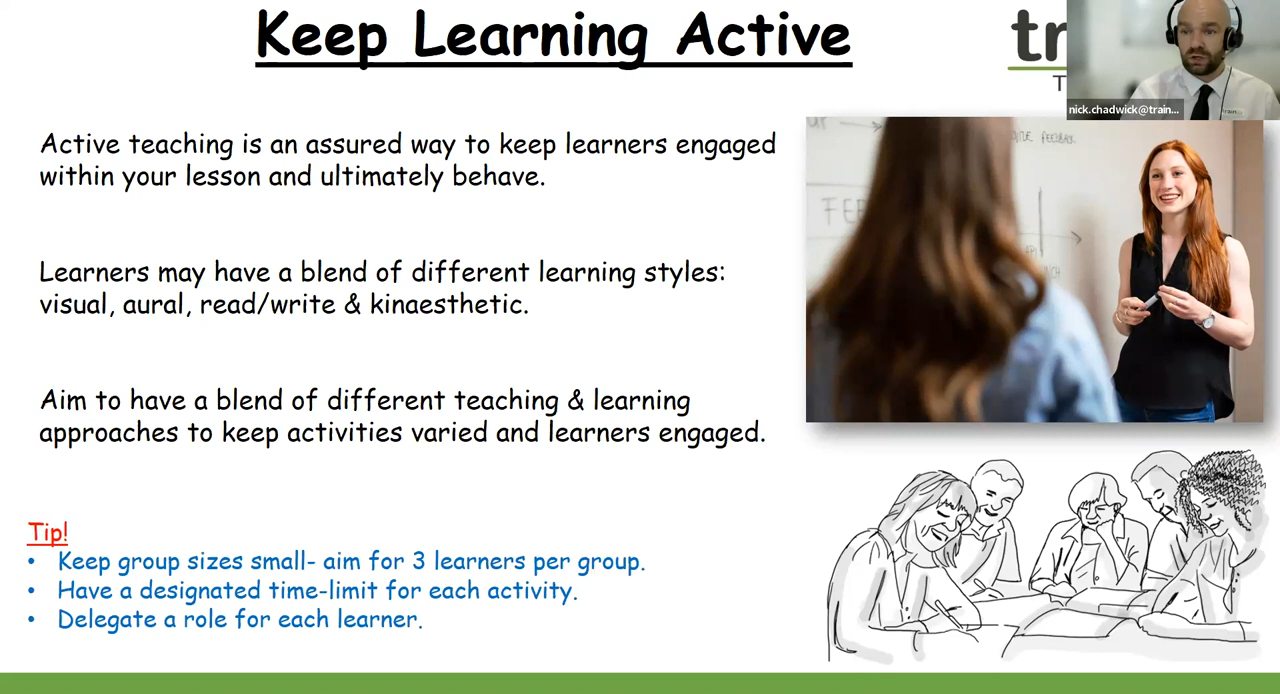 Keep Learning Active
tr
T
nick.chadwick@train...
Active teaching is an assured way to keep learners engaged
within your lesson and ultimately behave.
Learners may have a blend of different learning styles:
visual, aural, read/write & kinaesthetic.
Aim to have a blend of different teaching & learning
approaches to keep activities varied and learners engaged.
Tip!
• Keep group sizes small- aim for 3 learners per group.
• Have a designated time-limit for each activity.
• Delegate a role for each learner.
FEEDBACK